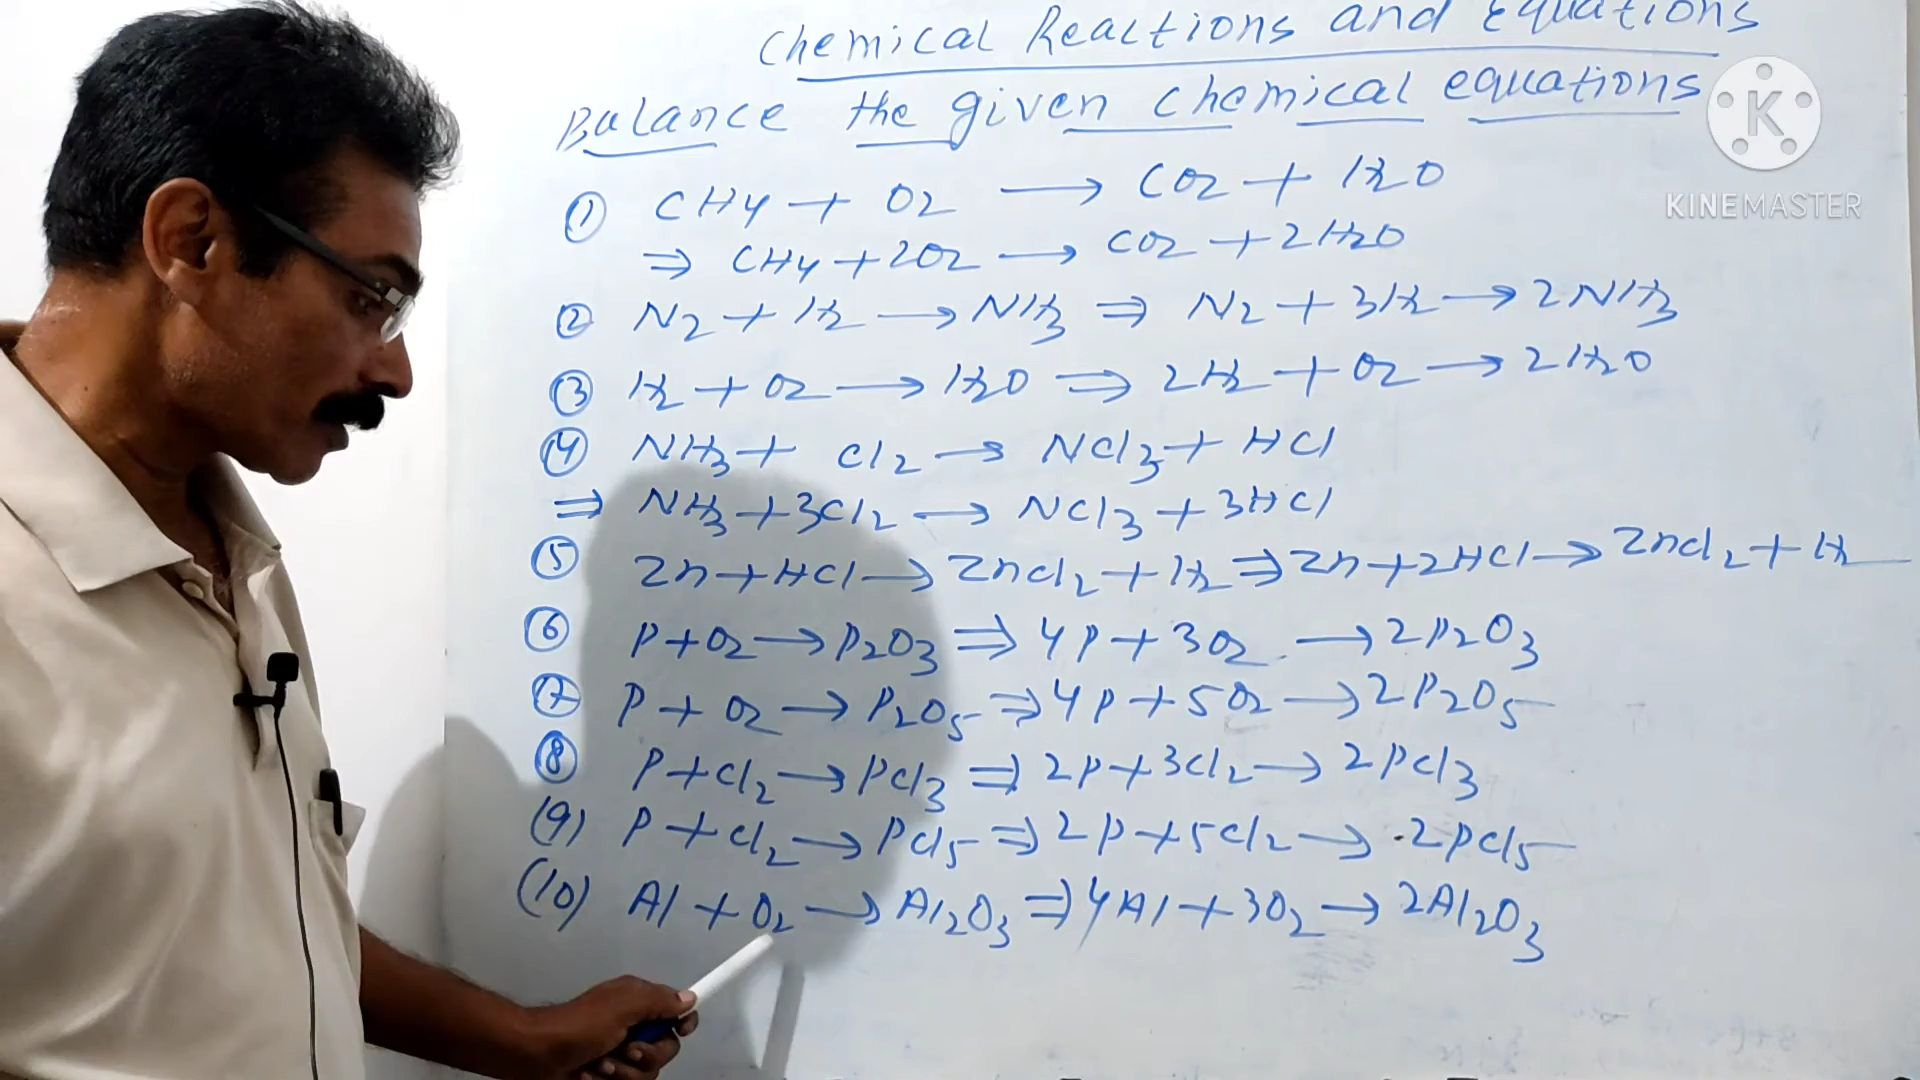 Chemical Reactions and Equations
Balance the given chemical equations
K
KINEMASTER
① CH4 + O2 → CO2 + H2O
⇒ CH4 + 2O2 → CO2 + 2H2O
② N2 + H2 → NH3 ⇒ N2 + 3H2 → 2NH3
③ H2 + O2 → H2O ⇒ 2H2 + O2 → 2H2O
④ NH3 + Cl2 → NCl3 + HCl
⇒ NH3 + 3Cl2 → NCl3 + 3HCl
⑤ Zn + HCl → ZnCl2 + H2 ⇒ Zn + 2HCl → ZnCl2 + H2
⑥ P + O2 → P2O3 ⇒ 4P + 3O2 → 2P2O3
⑦ P + O2 → P2O5 ⇒ 4P + 5O2 → 2P2O5
⑧ P + Cl2 → PCl3 ⇒ 2P + 3Cl2 → 2PCl3
(9) P + Cl2 → PCl5 ⇒ 2P + 5Cl2 → 2PCl5
(10) Al + O2 → Al2O3 ⇒ 4Al + 3O2 → 2Al2O3